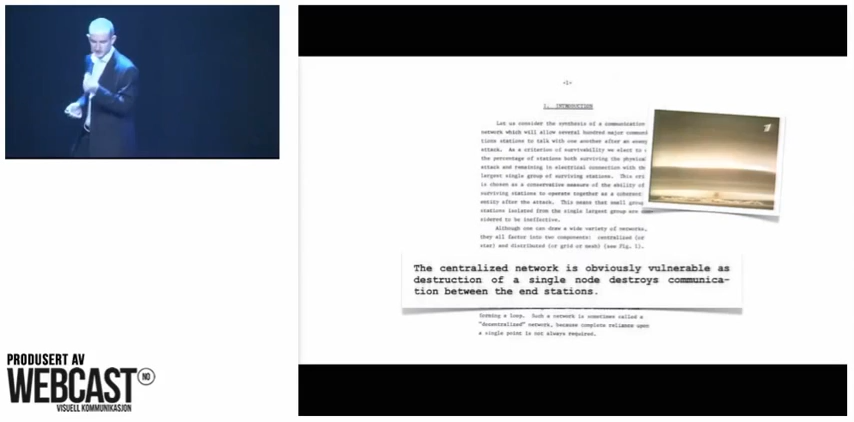 -1-
I. INTRODUCTION
Let us consider the synthesis of a communication
network which will allow several hundred major communi
tions stations to talk with one another after an enemy
attack. As a criterion of survivability we elect to
the percentage of stations both surviving the physical
attack and remaining in electrical connection with the
largest single group of surviving stations. This cri
is chosen as a conservative measure of the ability of
surviving stations to operate together as a coherent
entity after the attack. This means that small group
stations isolated from the single largest group are con-
sidered to be ineffective.
Although one can draw a wide variety of networks,
they all factor into two components: centralized (or
star) and distributed (or grid or mesh) (see Fig. 1).
The centralized network is obviously vulnerable as
destruction of a single node destroys communica-
tion between the end stations.
forming a loop. Such a network is sometimes called a
"decentralized" network, because complete reliance upon
a single point is not always required.
PRODUSERT AV
WEBCAST NO
VISUELL KOMMUNIKASJON